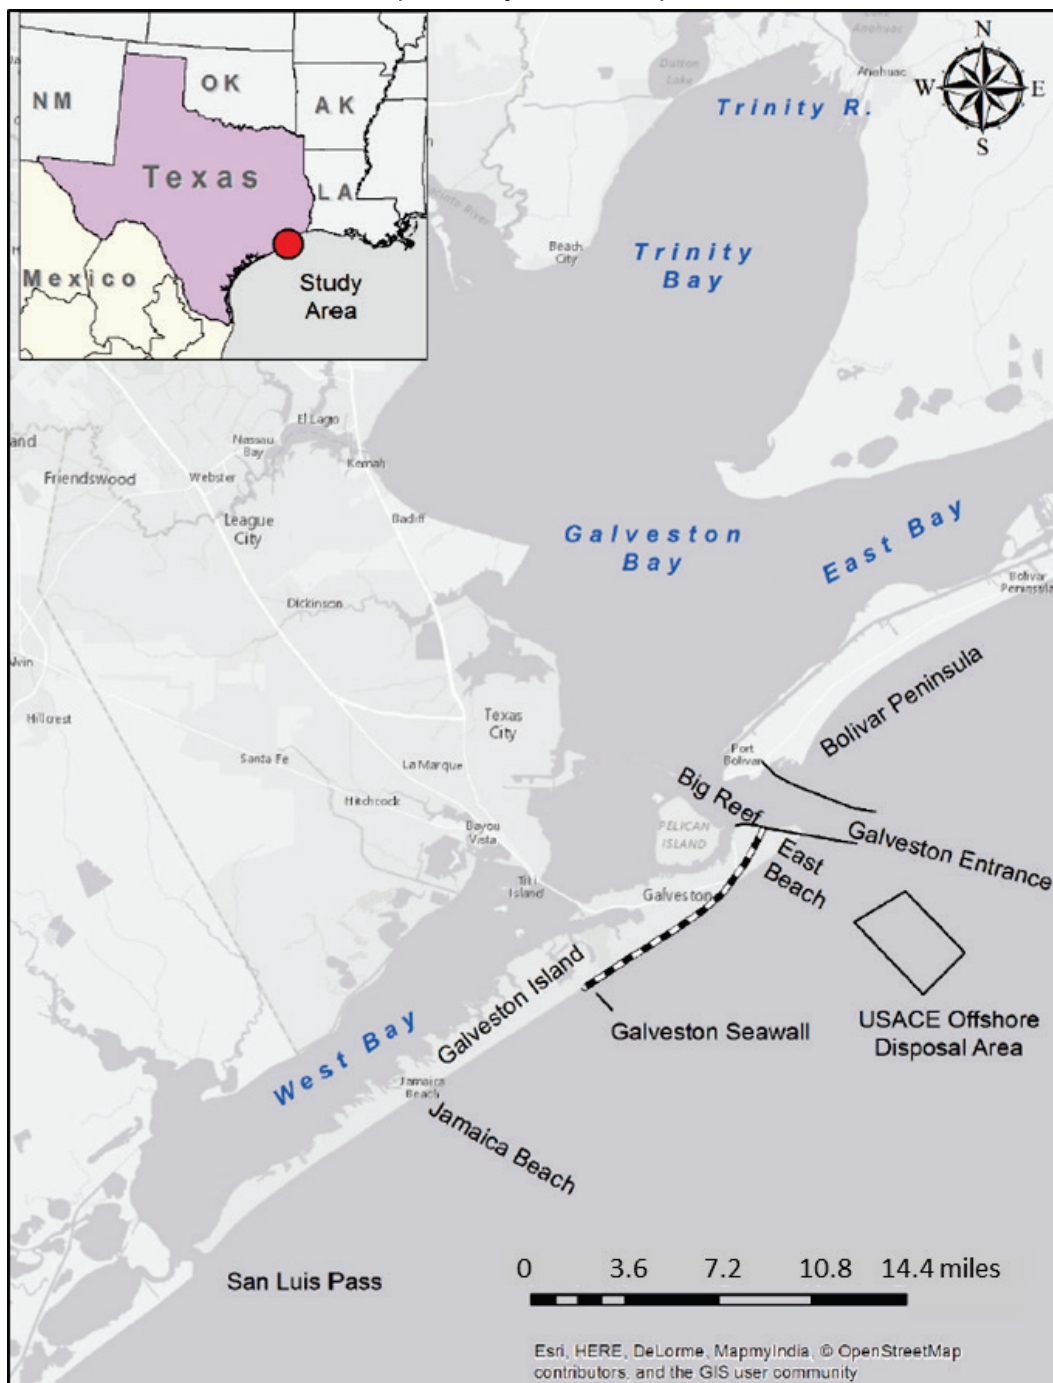 NM
OK
AK
Texas
LA
Mexico
Study
Area
N
W
E
S
Anahuac
Dutton
Lake
Anahuac
Trinity R.
Beach
City
Trinity
Bay
El Lago
Nassau
Bay
Kemah
Friendswood
Webster
League
City
Bacliff
Galveston
Bay
East Bay
Dickinson
Bolivar
Peninsula
Hillcrest
Texas
City
Bolivar Peninsula
Santa Fe
La Marque
Port
Bolivar
Hitchcock
Big Reef
Bayou
Vista
PELICAN
ISLAND
Galveston Entrance
East
Beach
Tiki
Island
Galveston
Galveston Island
Galveston Seawall
USACE Offshore
Disposal Area
West Bay
Jamaica
Beach
Jamaica Beach
San Luis Pass
0 3.6 7.2 10.8 14.4 miles
Esri, HERE, DeLorme, MapmyIndia, © OpenStreetMap
contributors, and the GIS user community